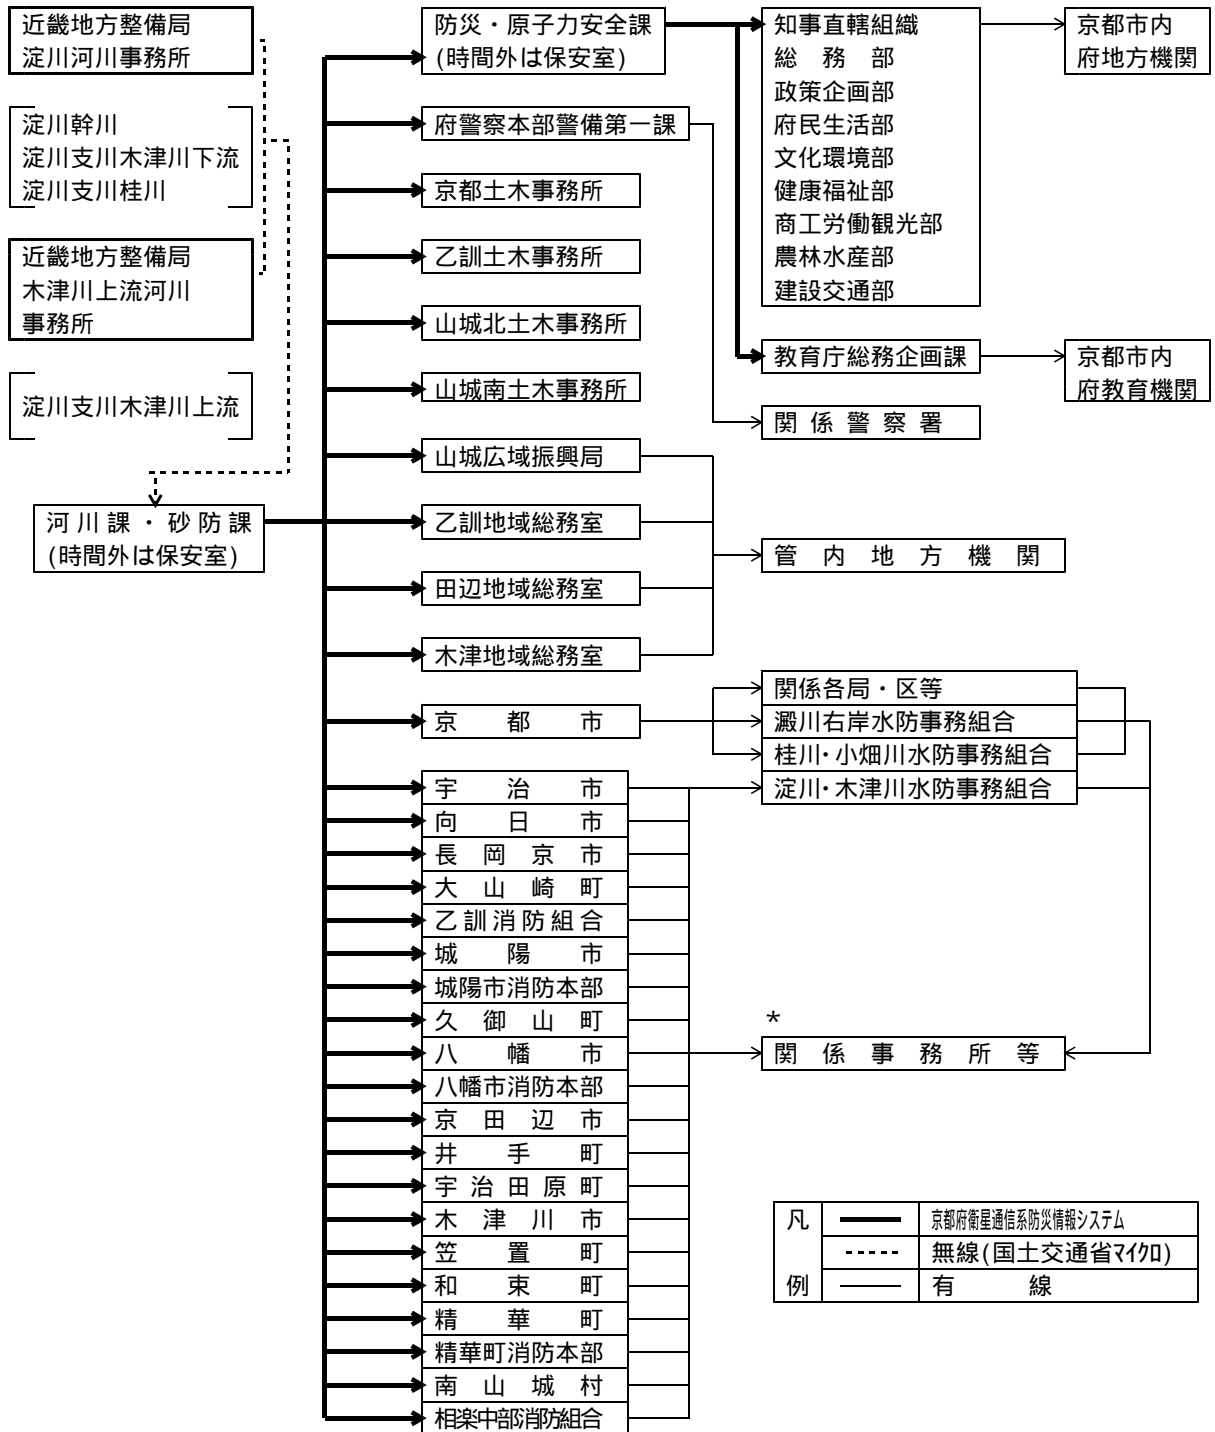 近畿地方整備局
淀川河川事務所
淀川幹川
淀川支川木津川下流
淀川支川桂川
近畿地方整備局
木津川上流河川
事務所
淀川支川木津川上流
河川課・砂防課
(時間外は保安室)
防災・原子力安全課
(時間外は保安室)
府警察本部警備第一課
京都土木事務所
乙訓土木事務所
山城北土木事務所
山城南土木事務所
山城広域振興局
乙訓地域総務室
田辺地域総務室
木津地域総務室
京都市
宇治市
向日市
長岡京市
大山崎町
乙訓消防組合
城陽市
城陽市消防本部
久御山町
八幡市
八幡市消防本部
京田辺市
井手町
宇治田原町
木津川市
笠置町
和束町
精華町
精華町消防本部
南山城村
相楽中部消防組合
知事直轄組織
総務部
政策企画部
府民生活部
文化環境部
健康福祉部
商工労働観光部
農林水産部
建設交通部
教育庁総務企画課
関係警察署
管内地方機関
関係各局・区等
澱川右岸水防事務組合
桂川・小畑川水防事務組合
淀川・木津川水防事務組合
*
関係事務所等
京都市内
府地方機関
京都市内
府教育機関
凡例
京都府衛星通信系防災情報システム
無線(国土交通省マイクロ)
有線